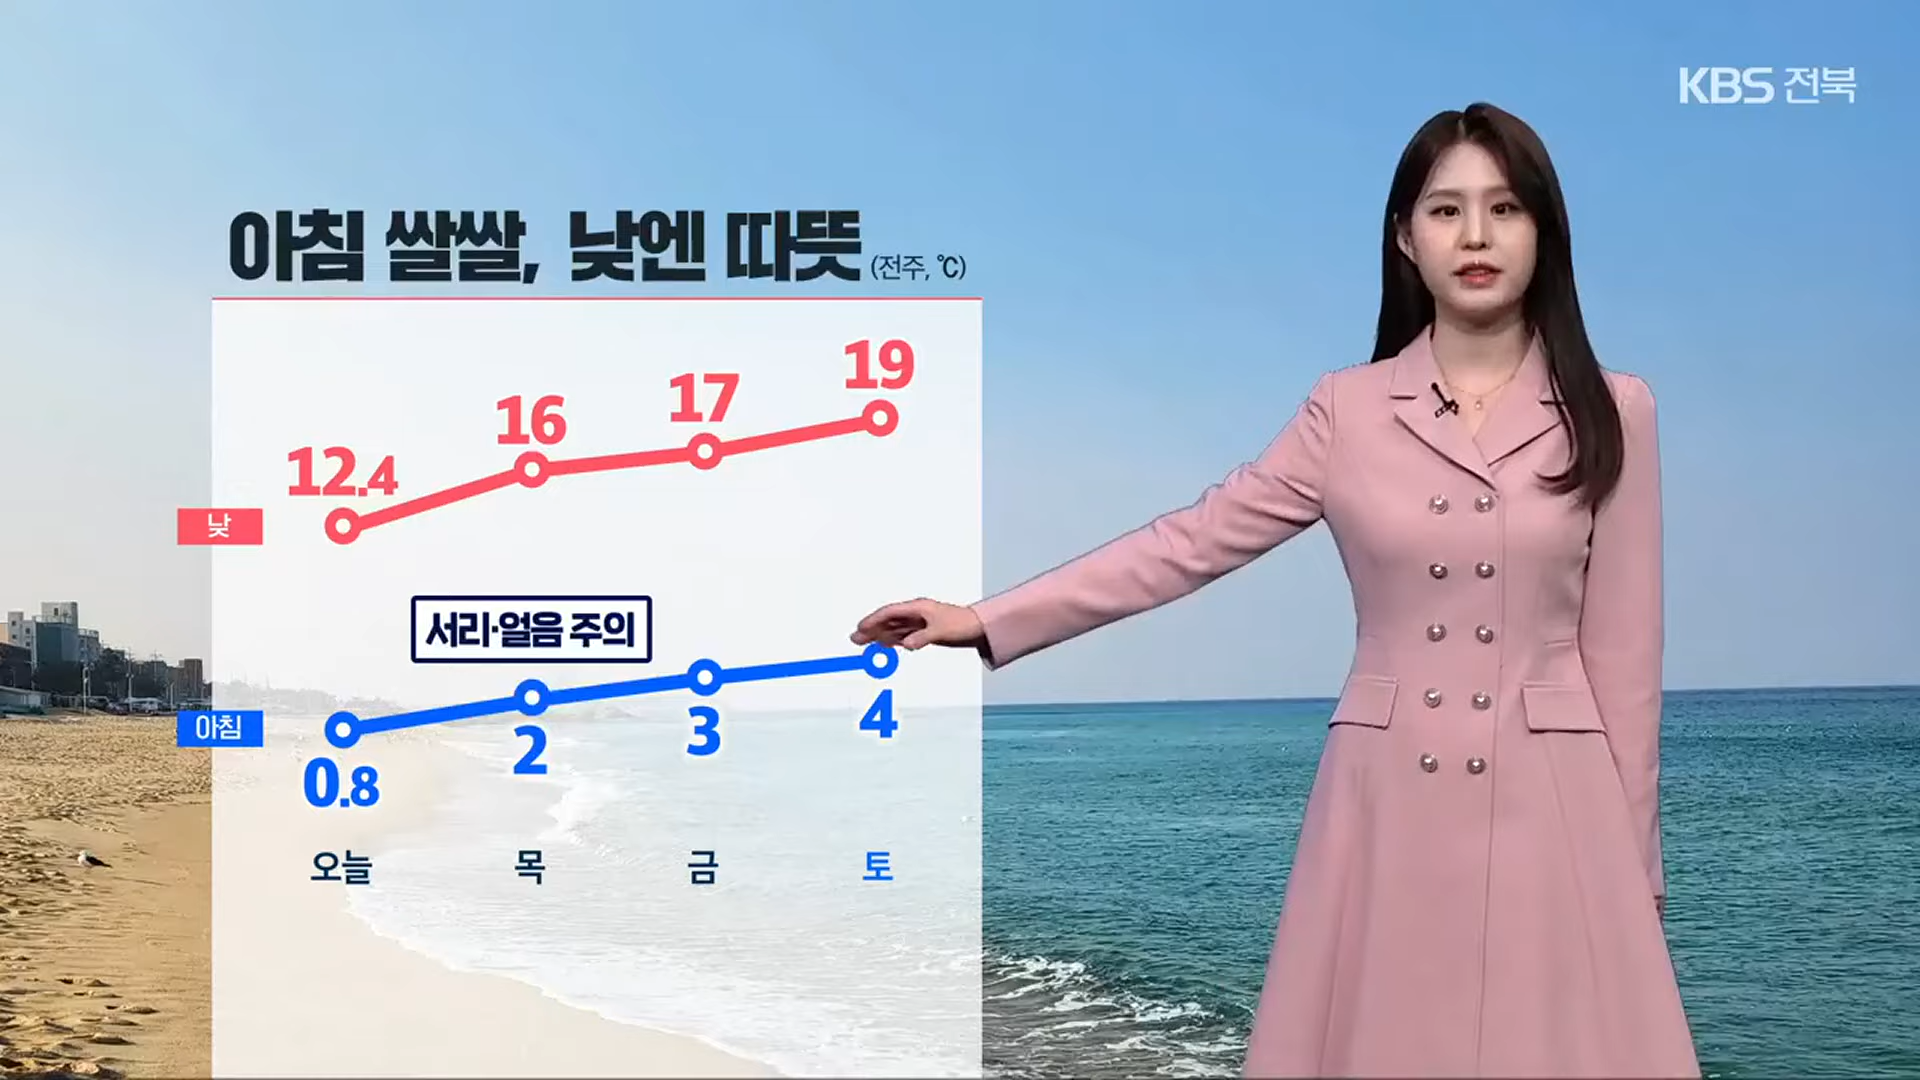 KBS 전북
아침 쌀쌀, 낮엔 따뜻 (전주, ℃)
12.4 16 17 19
낮
서리·얼음 주의
아침
0.8 2 3 4
오늘 목 금 토